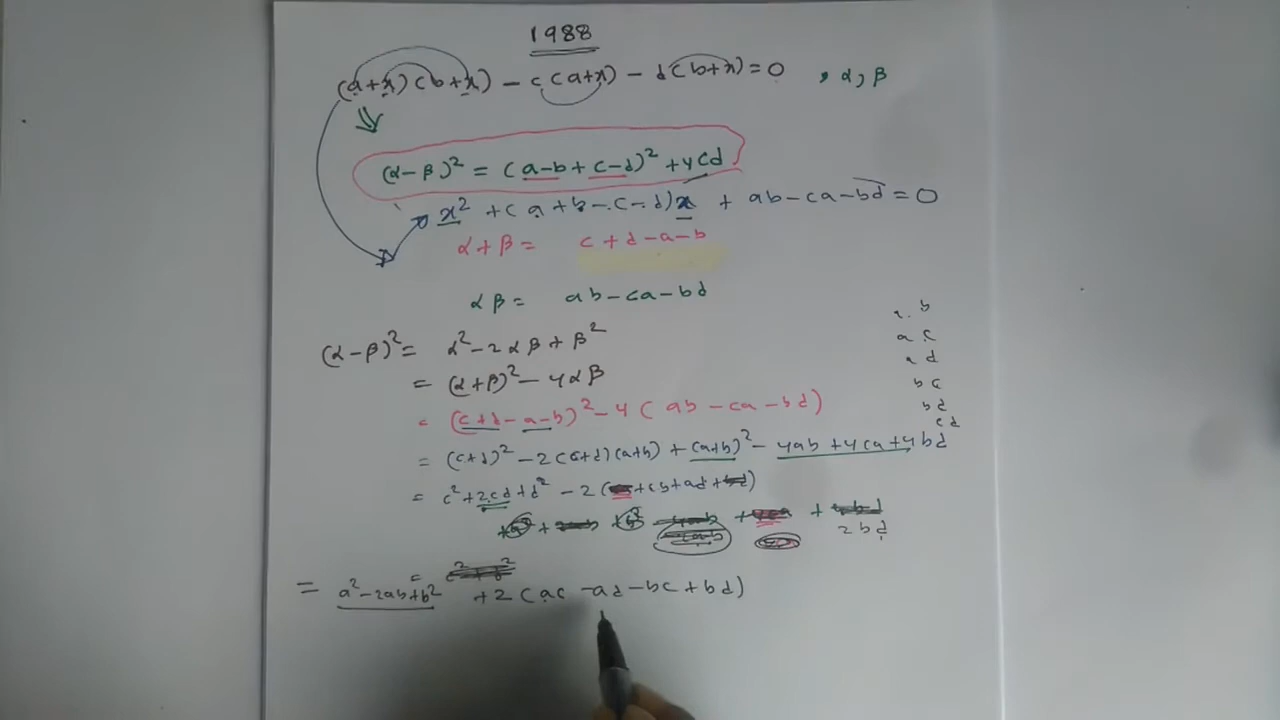 1988
(a+x)(b+x) - c(a+x) - d(b+x) = 0 , α, β
(α-β)² = (a-b+c-d)² + 4cd
x² + (a+b-c-d)x + ab-ca-bd = 0
α+β = c+d-a-b
αβ = ab-ca-bd
(α-β)² = α²-2αβ+β²
= (α+β)² - 4αβ
= (c+d-a-b)² - 4(ab-ca-bd)
= (c+d)² - 2(c+d)(a+b) + (a+b)² - 4ab+4ca+4bd
= c²+2cd+d² - 2( +cb+ad+
+a² + +b² + +
2bd
=
= a²-2ab+b² +2(ac-ad-bc+bd)
a b
a c
a d
b c
b d
c d